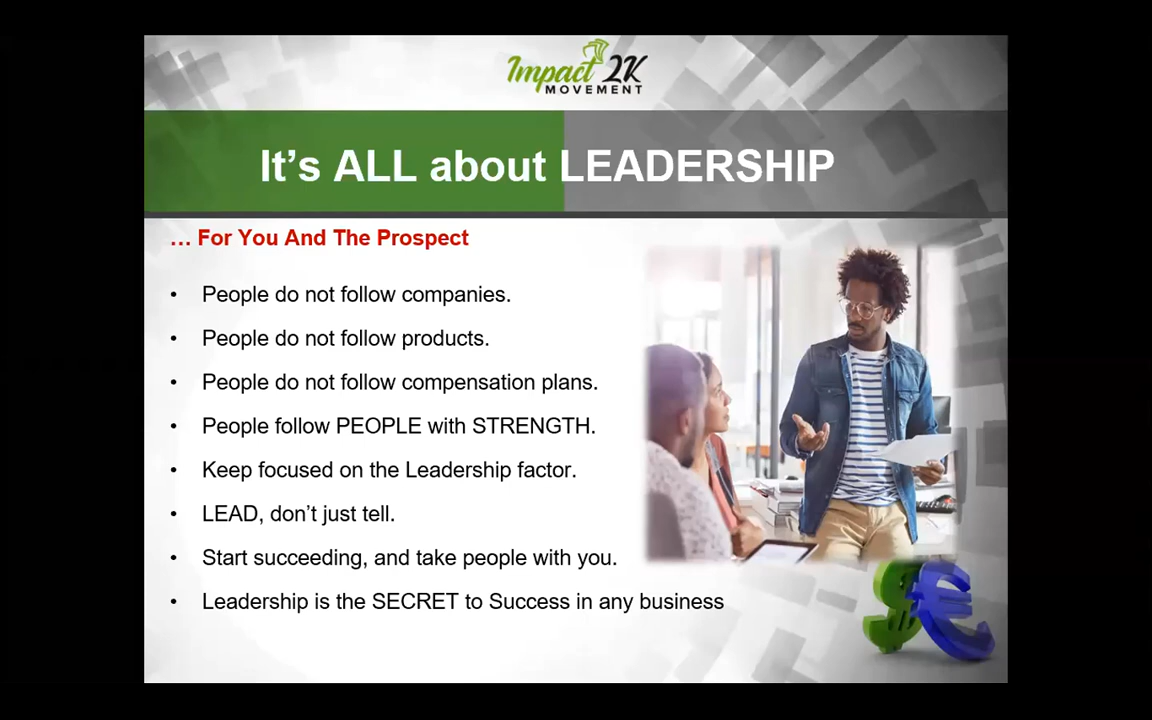 Impact 2K
MOVEMENT
It's ALL about LEADERSHIP
... For You And The Prospect
• People do not follow companies.
• People do not follow products.
• People do not follow compensation plans.
• People follow PEOPLE with STRENGTH.
• Keep focused on the Leadership factor.
• LEAD, don't just tell.
• Start succeeding, and take people with you.
• Leadership is the SECRET to Success in any business